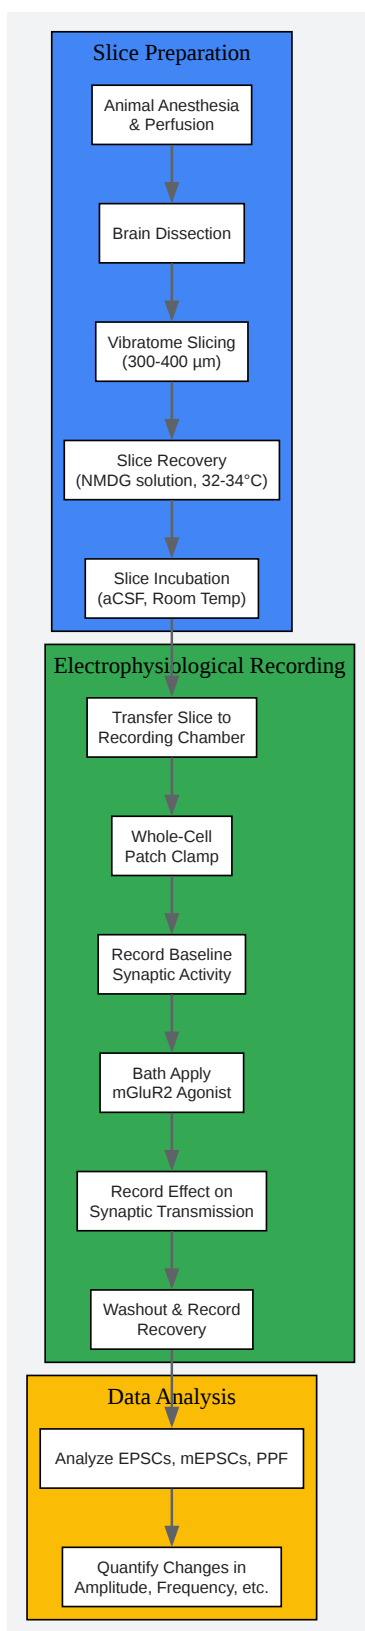 Slice Preparation
Animal Anesthesia
& Perfusion
Brain Dissection
Vibratome Slicing
(300-400 µm)
Slice Recovery
(NMDG solution, 32-34°C)
Slice Incubation
(aCSF, Room Temp)
Electrophysiological Recording
Transfer Slice to
Recording Chamber
Whole-Cell
Patch Clamp
Record Baseline
Synaptic Activity
Bath Apply
mGluR2 Agonist
Record Effect on
Synaptic Transmission
Washout & Record
Recovery
Data Analysis
Analyze EPSCs, mEPSCs, PPF
Quantify Changes in
Amplitude, Frequency, etc.